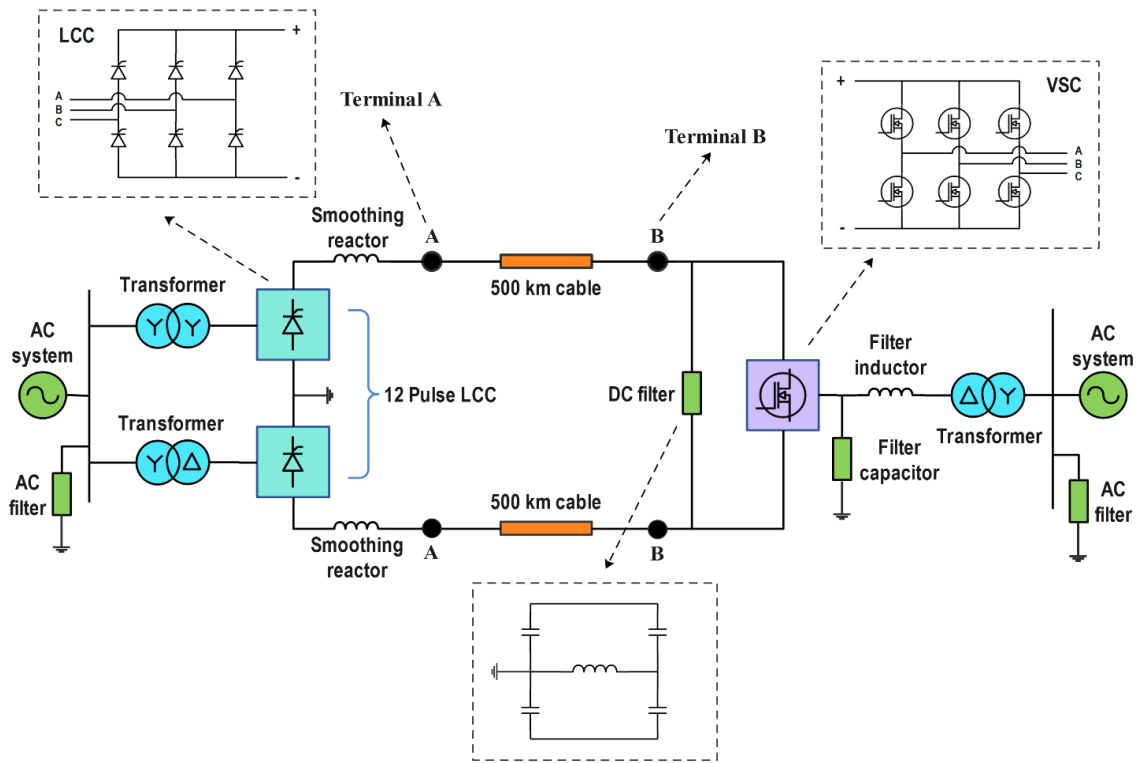 LCC
+
A
B
C
-
Terminal A
Terminal B
VSC
+
A
B
C
-
Smoothing
reactor
A
500 km cable
B
Transformer
AC
system
12 Pulse LCC
DC filter
Filter
inductor
AC
system
Transformer
Transformer
Filter
capacitor
AC
filter
AC
filter
500 km cable
Smoothing
reactor
A
B